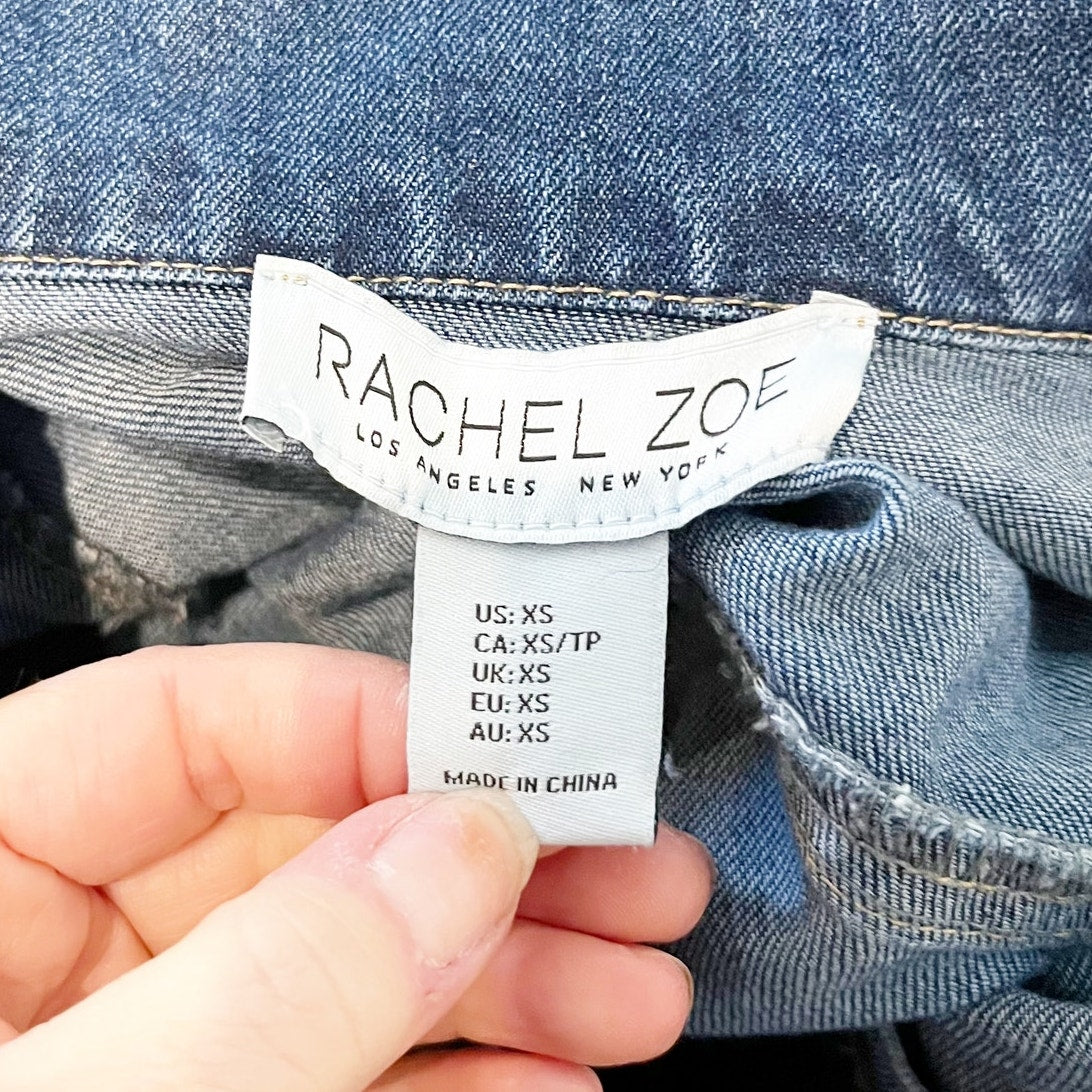 RACHEL ZOE
LOS ANGELES NEW YORK
US: XS
CA: XS/TP
UK: XS
EU: XS
AU: XS
MADE IN CHINA